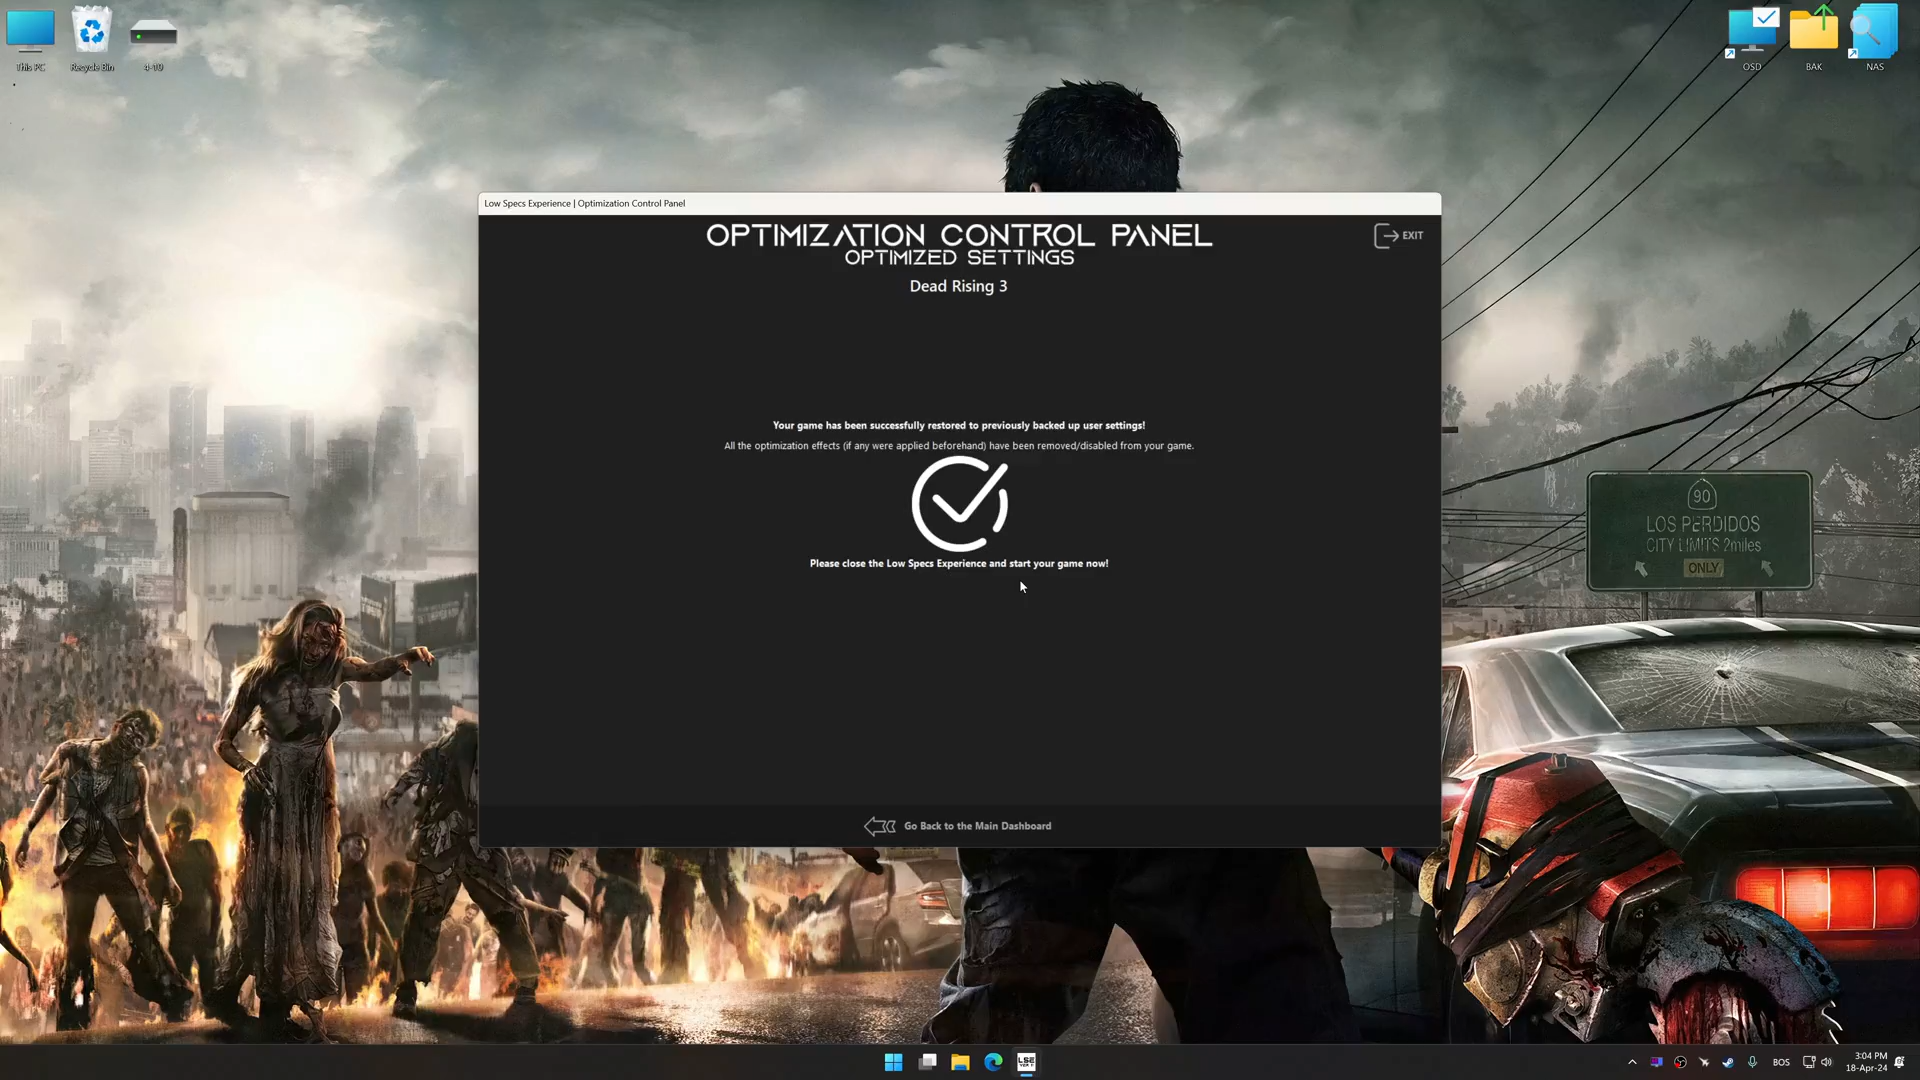 This PC
Recycle Bin
4-10
OSD
BAK
NAS
Low Specs Experience | Optimization Control Panel
OPTIMIZATION CONTROL PANEL
EXIT
OPTIMIZED SETTINGS
Dead Rising 3
Your game has been successfully restored to previously backed up user settings!
All the optimization effects (if any were applied beforehand) have been removed/disabled from your game.
Please close the Low Specs Experience and start your game now!
Go Back to the Main Dashboard
90
LOS PERDIDOS
CITY LIMITS 2miles
ONLY
LSE
BOS
3:04 PM
18-Apr-24